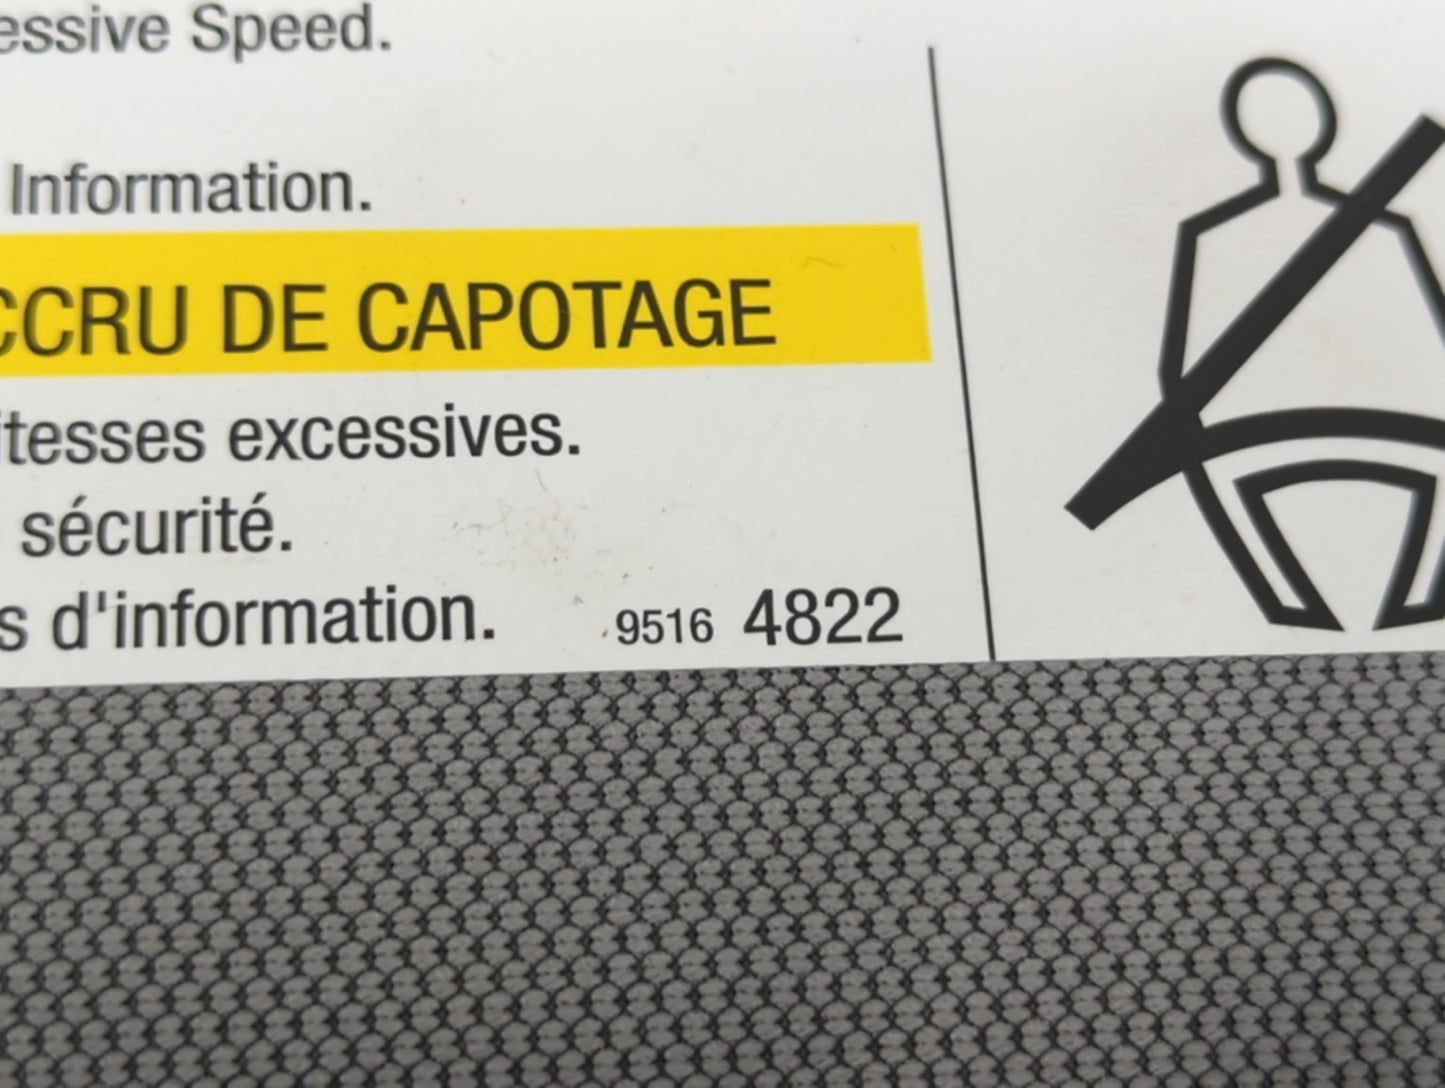 essive Speed.
Information.
CCRU DE CAPOTAGE
itesses excessives.
sécurité.
s d'information. 9516 4822